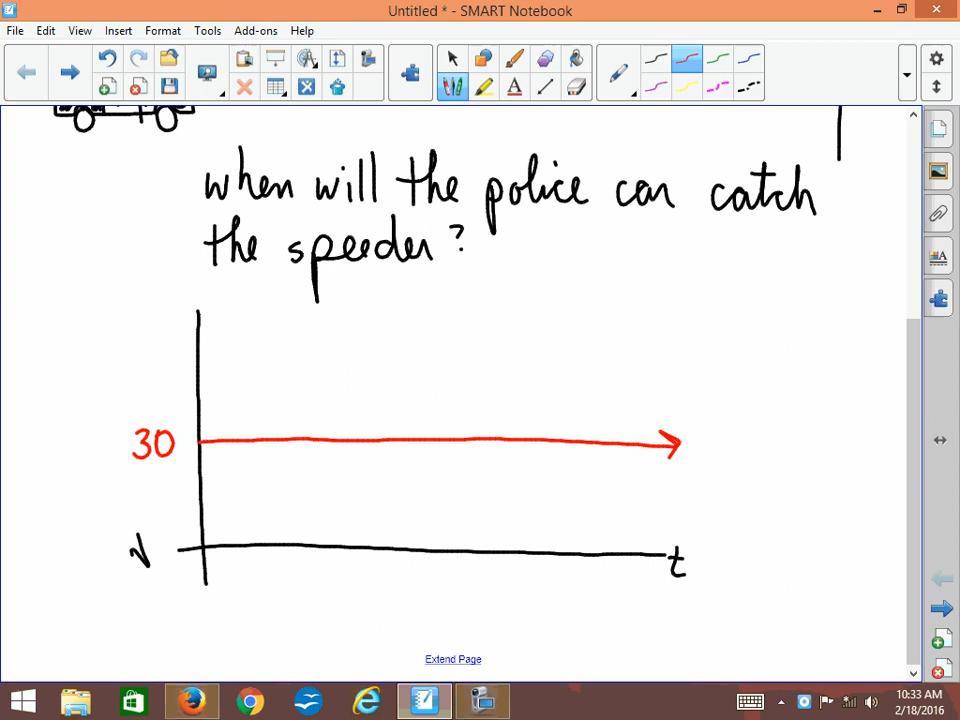 Untitled * - SMART Notebook
File Edit View Insert Format Tools Add-ons Help
when will the police car catch
the speeder?
30
v
t
Extend Page
10:33 AM
2/18/2016